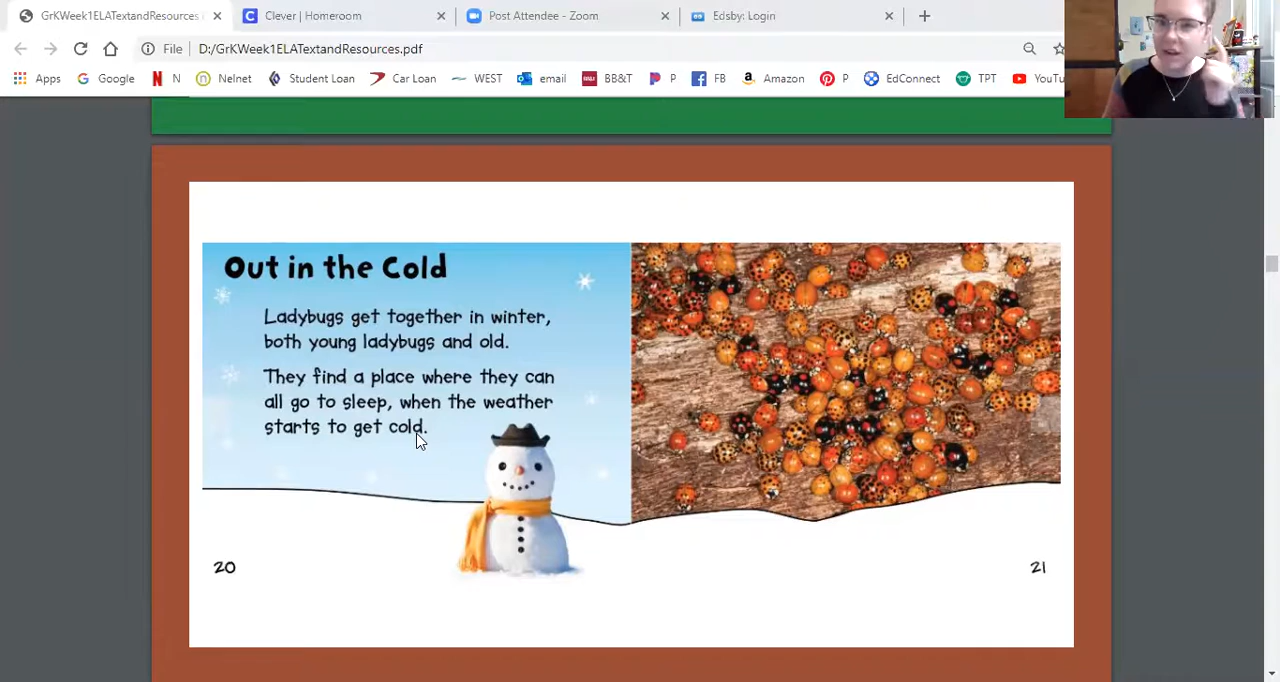 GrKWeek1ELATextandResources
Clever | Homeroom
Post Attendee - Zoom
Edsby: Login
File D:/GrKWeek1ELATextandResources.pdf
Apps Google N Nelnet Student Loan Car Loan WEST email BB&T P FB Amazon P EdConnect TPT YouTu
Out in the Cold
Ladybugs get together in winter,
both young ladybugs and old.
They find a place where they can
all go to sleep, when the weather
starts to get cold.
20
21